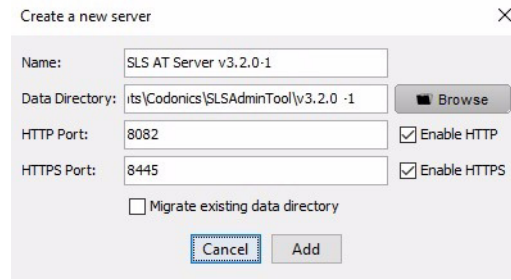 Create a new server
Name: SLS AT Server v3.2.0-1
Data Directory: ıts\Codonics\SLSAdminTool\v3.2.0 -1 Browse
HTTP Port: 8082 Enable HTTP
HTTPS Port: 8445 Enable HTTPS
Migrate existing data directory
Cancel Add